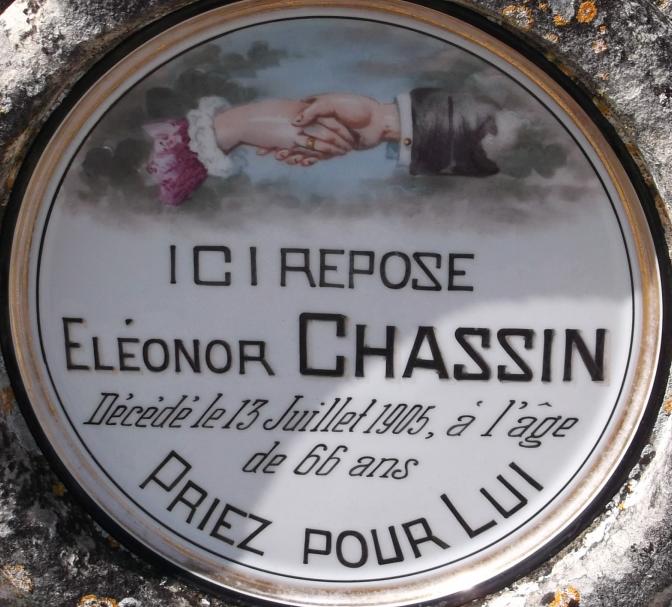 ICI REPOSE
ELÉONOR CHASSIN
Décédé le 13 Juillet 1905, à l'âge
de 66 ans
PRIEZ POUR LUI